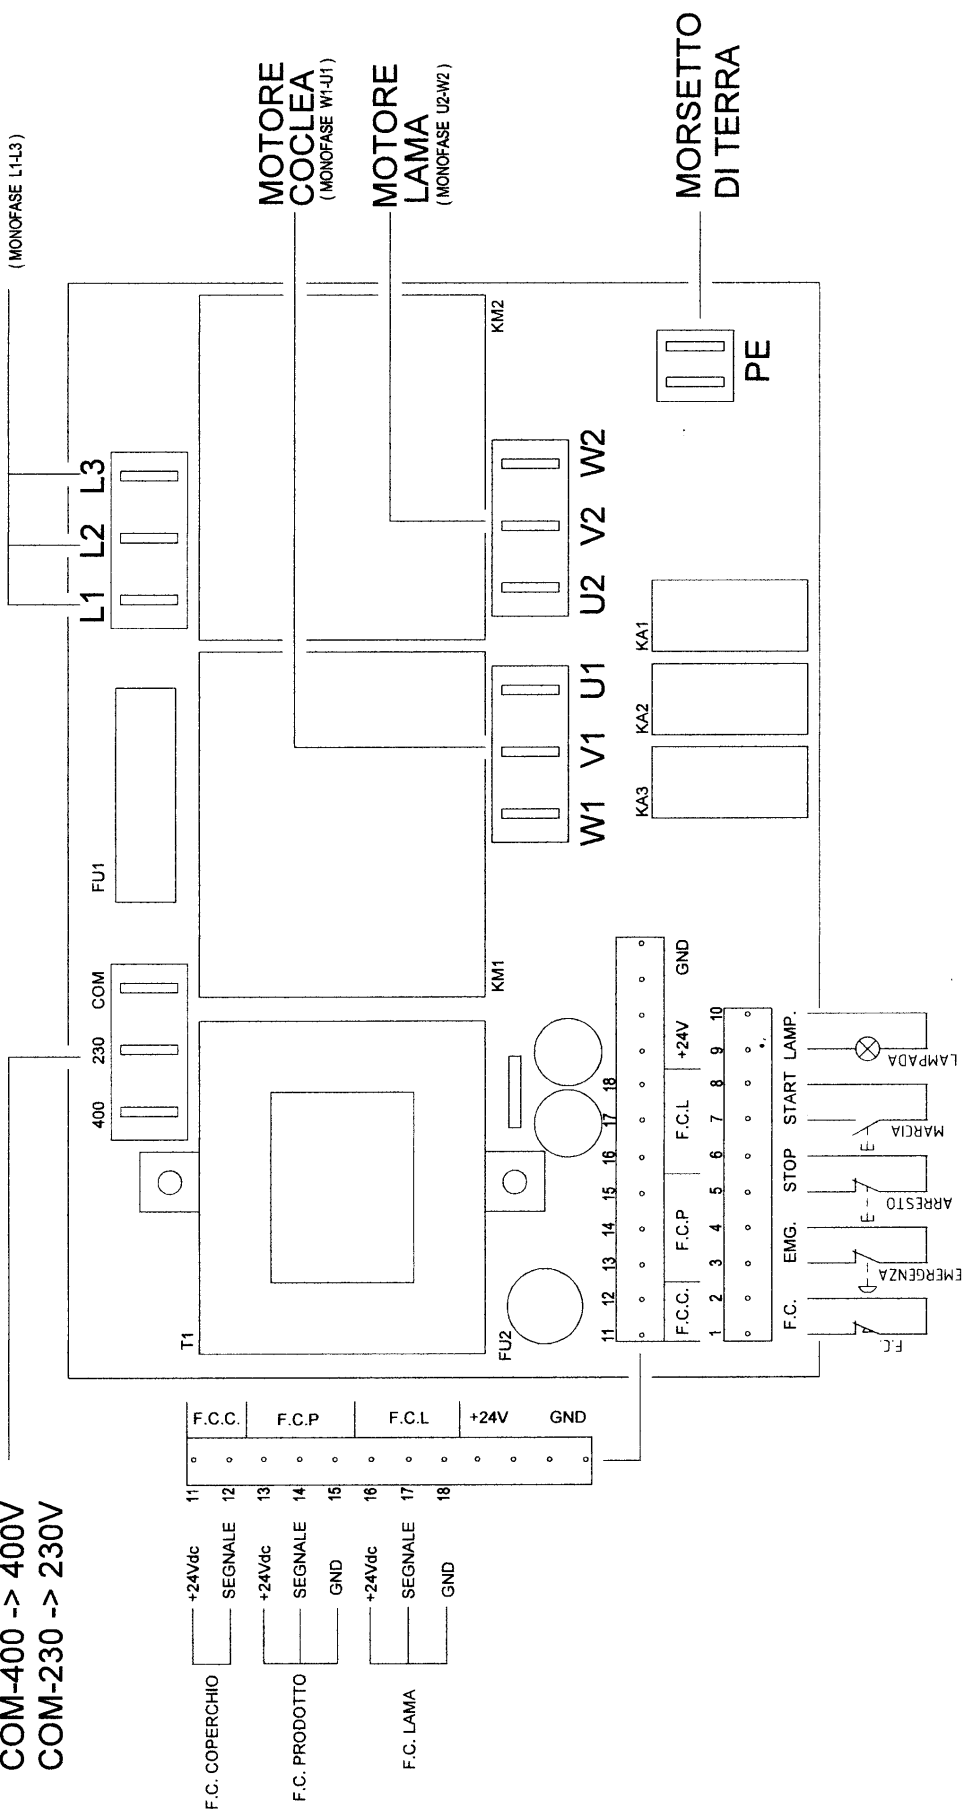 COM-400 -> 400V
COM-230 -> 230V
( MONOFASE L1-L3 )
L1 L2 L3
400 230 COM
FU1
T1
KM1
KM2
MOTORE
COCLEA
( MONOFASE W1-U1 )
MOTORE
LAMA
( MONOFASE U2-W2 )
W1 V1 U1
U2 V2 W2
MORSETTO
DI TERRA
PE
KA3
KA2
KA1
FU2
11 12 13 14 15 16 17 18
F.C.C. F.C.P F.C.L +24V GND
1 2 3 4 5 6 7 8 9 10
F.C. EMG. STOP START LAMP.
F.C.
EMERGENZA
ARRESTO
MARCIA
LAMPADA
F.C.C. F.C.P F.C.L +24V GND
11 12 13 14 15 16 17 18
+24Vdc
SEGNALE
+24Vdc
SEGNALE
GND
+24Vdc
SEGNALE
GND
F.C. COPERCHIO
F.C. PRODOTTO
F.C. LAMA